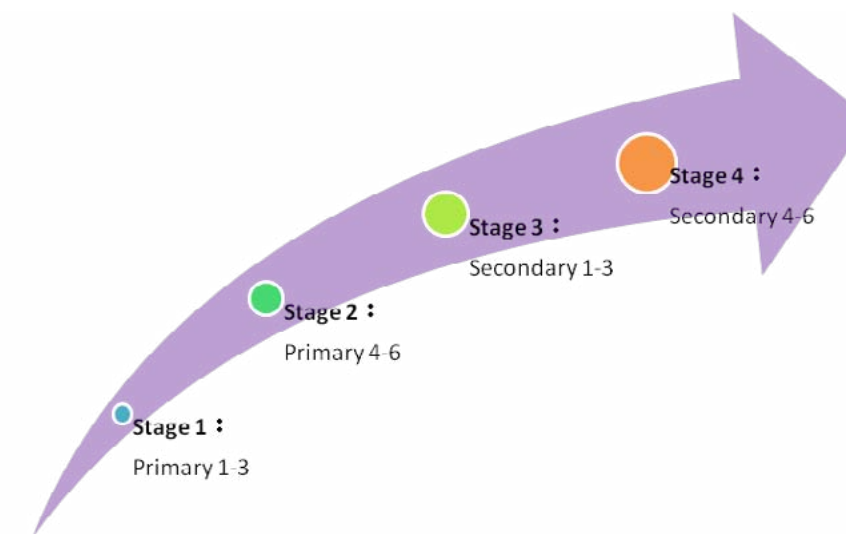 Stage 4：
Secondary 4-6
Stage 3：
Secondary 1-3
Stage 2：
Primary 4-6
Stage 1：
Primary 1-3